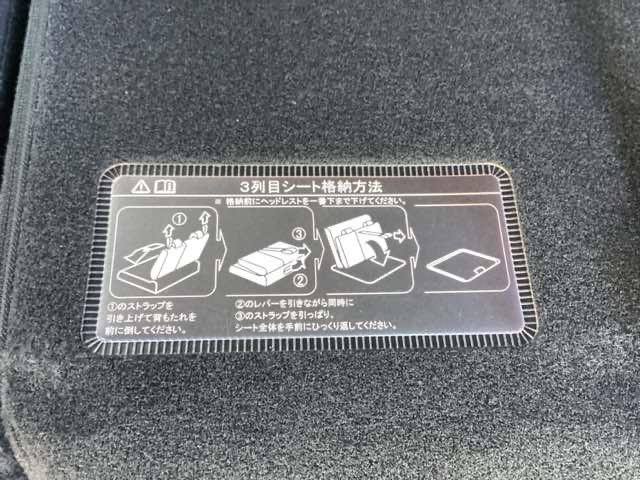 3列目シート格納方法
※ 格納前にヘッドレストを一番下まで下げてください。
①
③
②
①のストラップを
引き上げて背もたれを
前に倒してください。
②のレバーを引きながら同時に
③のストラップを引っぱり、
シート全体を手前にひっくり返してください。